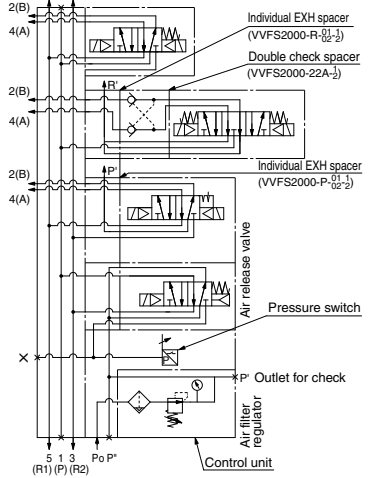 2(B)
4(A)
Individual EXH spacer
(VVFS2000-R-01/02-1/2)
Double check spacer
(VVFS2000-22A-1/2)
R'
2(B)
4(A)
P'
Individual EXH spacer
(VVFS2000-P-01/02-1/2)
2(B)
4(A)
Air release valve
Pressure switch
P' Outlet for check
Air filter
regulator
5 1 3 Po P"
(R1) (P) (R2)
Control unit